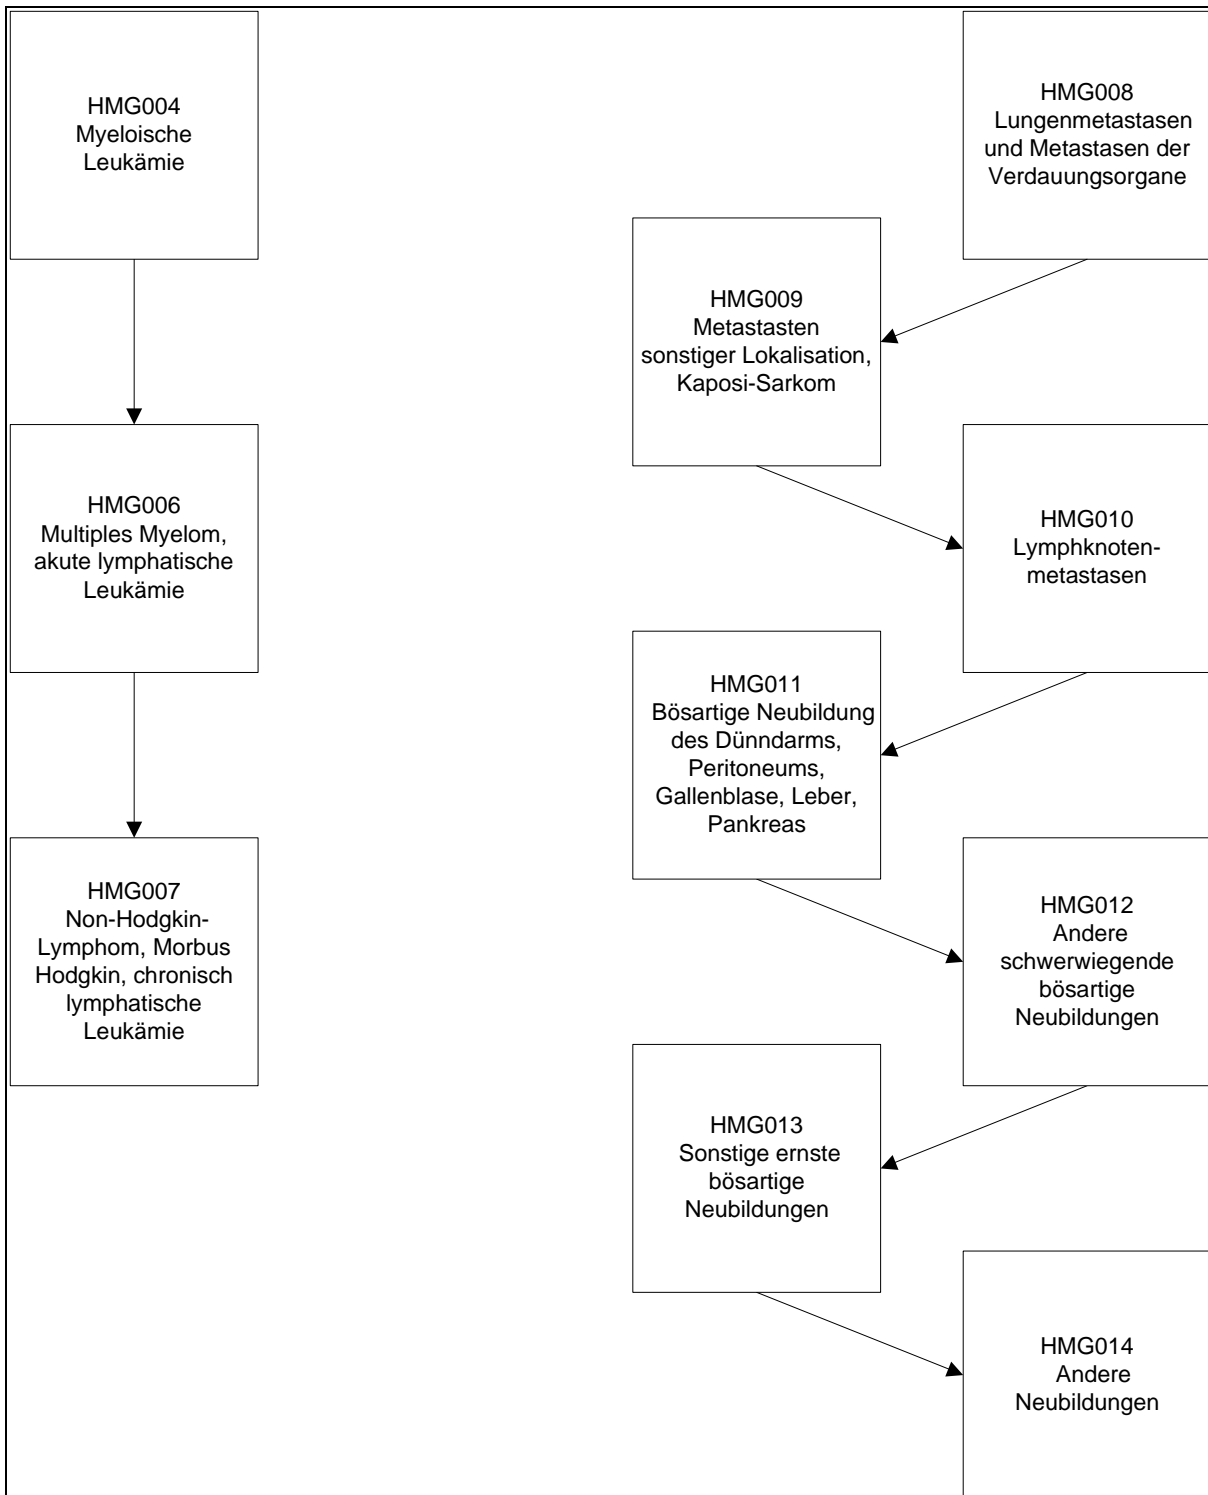 HMG004
Myeloische
Leukämie
HMG006
Multiples Myelom,
akute lymphatische
Leukämie
HMG007
Non-Hodgkin-
Lymphom, Morbus
Hodgkin, chronisch
lymphatische
Leukämie
HMG008
Lungenmetastasen
und Metastasen der
Verdauungsorgane
HMG009
Metastasten
sonstiger Lokalisation,
Kaposi-Sarkom
HMG010
Lymphknoten-
metastasen
HMG011
Bösartige Neubildung
des Dünndarms,
Peritoneums,
Gallenblase, Leber,
Pankreas
HMG012
Andere
schwerwiegende
bösartige
Neubildungen
HMG013
Sonstige ernste
bösartige
Neubildungen
HMG014
Andere
Neubildungen